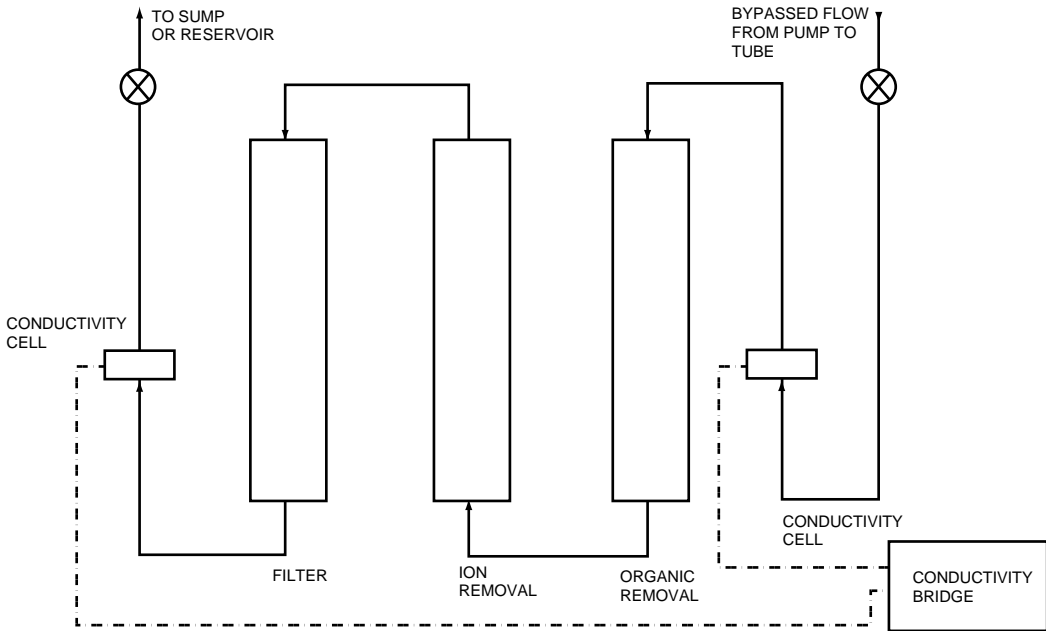 TO SUMP
OR RESERVOIR
BYPASSED FLOW
FROM PUMP TO
TUBE
CONDUCTIVITY
CELL
CONDUCTIVITY
CELL
FILTER
ION
REMOVAL
ORGANIC
REMOVAL
CONDUCTIVITY
BRIDGE